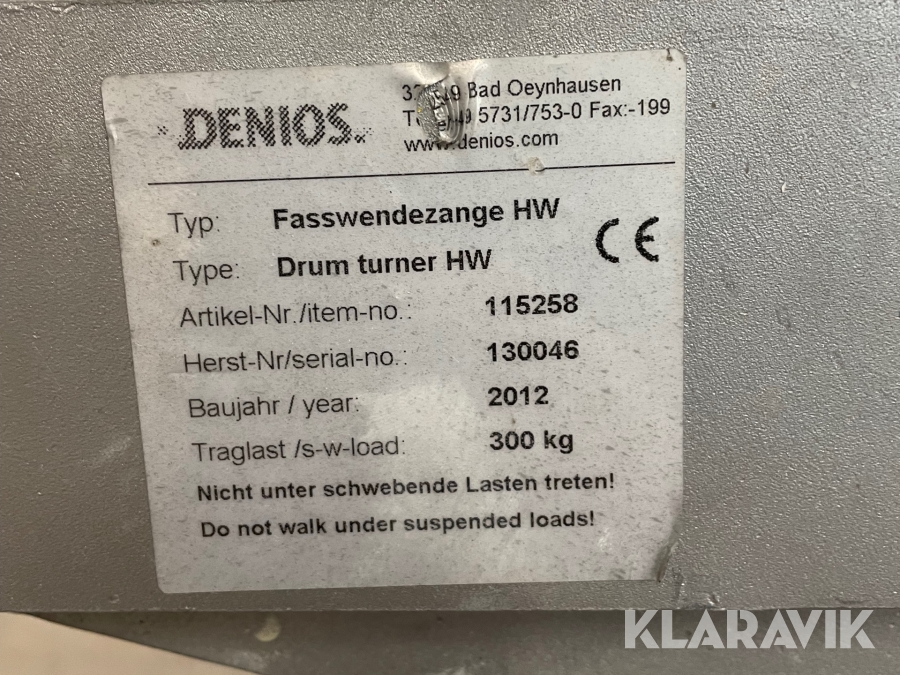 DENIOS
Bad Oeynhausen
5731/753-0 Fax:-199
Typ: Fasswendezange HW
Type: Drum turner HW
CE
Artikel-Nr./item-no.: 115258
Herst-Nr/serial-no.: 130046
Baujahr / year: 2012
Traglast /s-w-load: 300 kg
Nicht unter schwebende Lasten treten!
Do not walk under suspended loads!
KLARAVIK